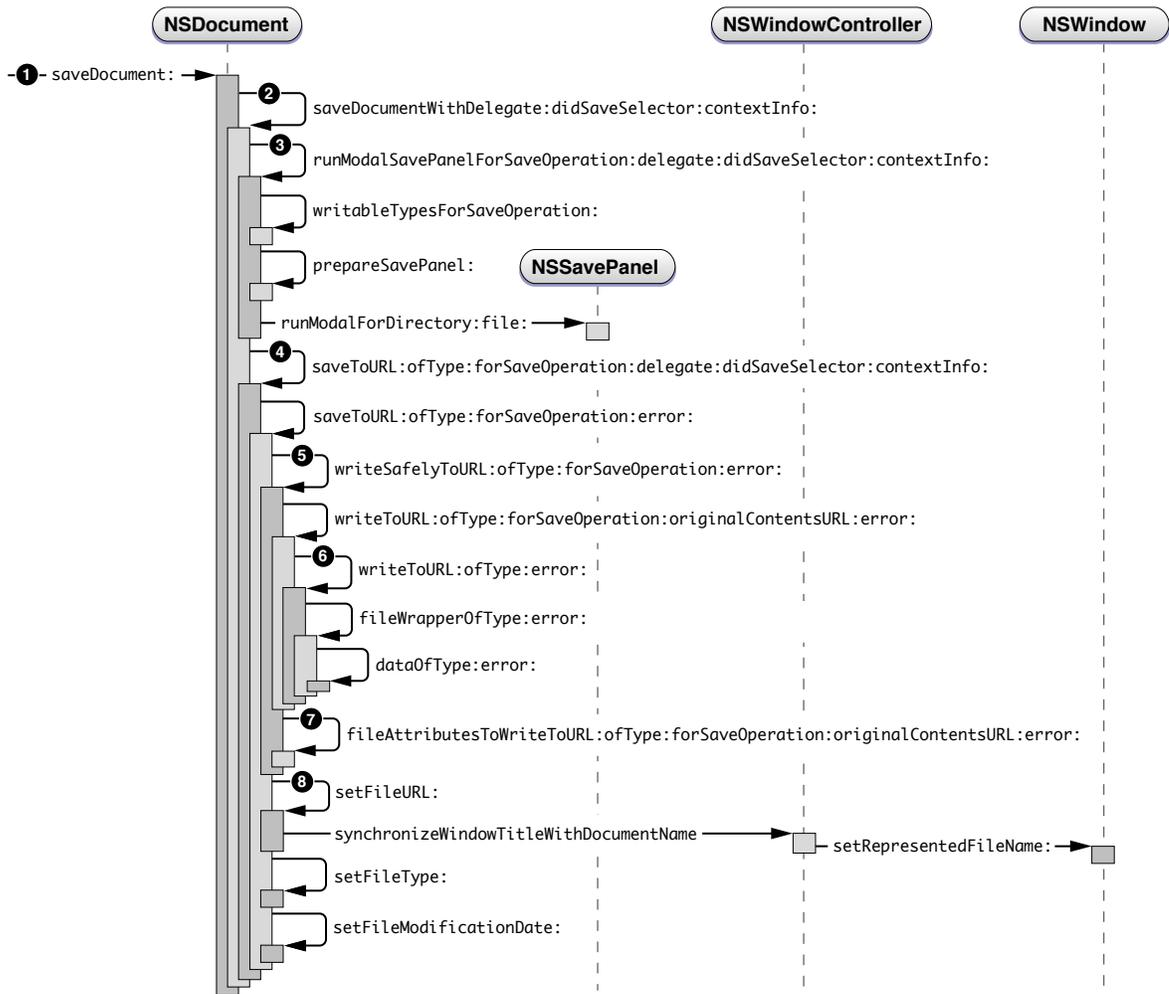 NSDocument
NSWindowController
NSWindow
1 saveDocument:
2
saveDocumentWithDelegate:didSaveSelector:contextInfo:
3
runModalSavePanelForSaveOperation:delegate:didSaveSelector:contextInfo:
writableTypesForSaveOperation:
prepareSavePanel:
NSSavePanel
runModalForDirectory:file:
4
saveToURL:ofType:forSaveOperation:delegate:didSaveSelector:contextInfo:
saveToURL:ofType:forSaveOperation:error:
5
writeSafelyToURL:ofType:forSaveOperation:error:
writeToURL:ofType:forSaveOperation:originalContentsURL:error:
6
writeToURL:ofType:error:
fileWrapperOfType:error:
dataOfType:error:
7
fileAttributesToWriteToURL:ofType:forSaveOperation:originalContentsURL:error:
8
setFileURL:
synchronizeWindowTitleWithDocumentName
setRepresentedFileName:
setFileType:
setFileModificationDate: